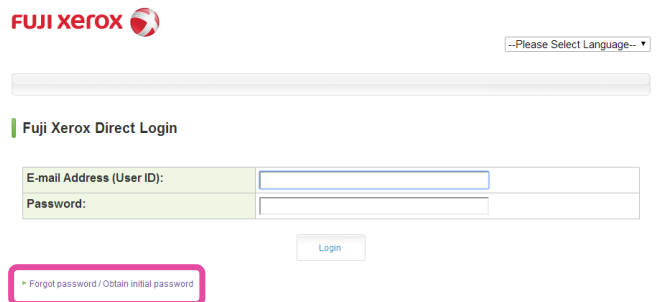 FUJI xerox
--Please Select Language--
Fuji Xerox Direct Login
E-mail Address (User ID):
Password:
Login
Forgot password / Obtain initial password